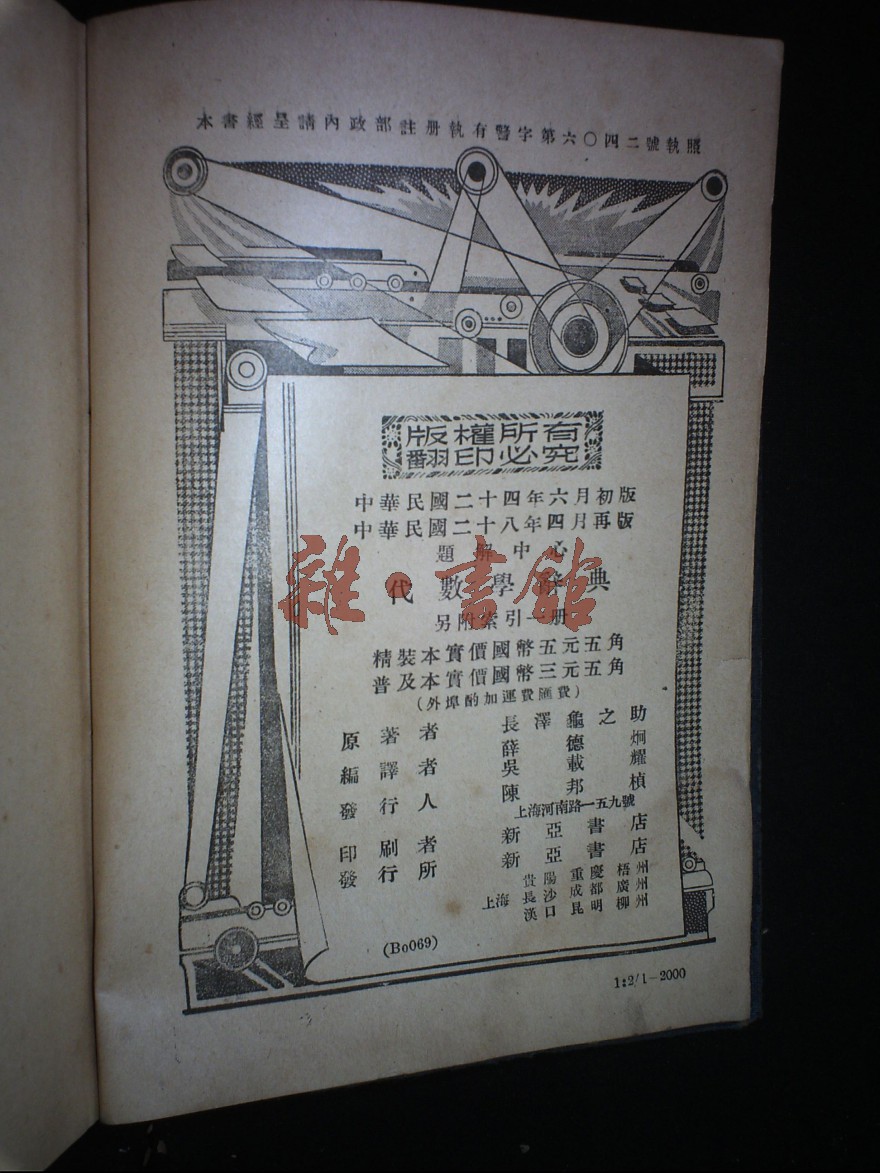 本書經呈請內政部註册執有警字第六〇四二號執照
版權所有
翻印必究
中華民國二十四年六月初版
中華民國二十八年四月再版
題解中心
代數學辭典
另附索引一册
精裝本實價國幣五元五角
普及本實價國幣三元五角
(外埠酌加運費匯費)
原著者 長澤龜之助
編譯者 薛德炯 吳載耀
發行人 陳邦楨
上海河南路一五九號
印刷者 新亞書店
發行所 新亞書店
貴陽 重慶 梧州
上海 長沙 成都 廣州
漢口 昆明 柳州
(Bo069)
1:2/1-2000
雜·書館